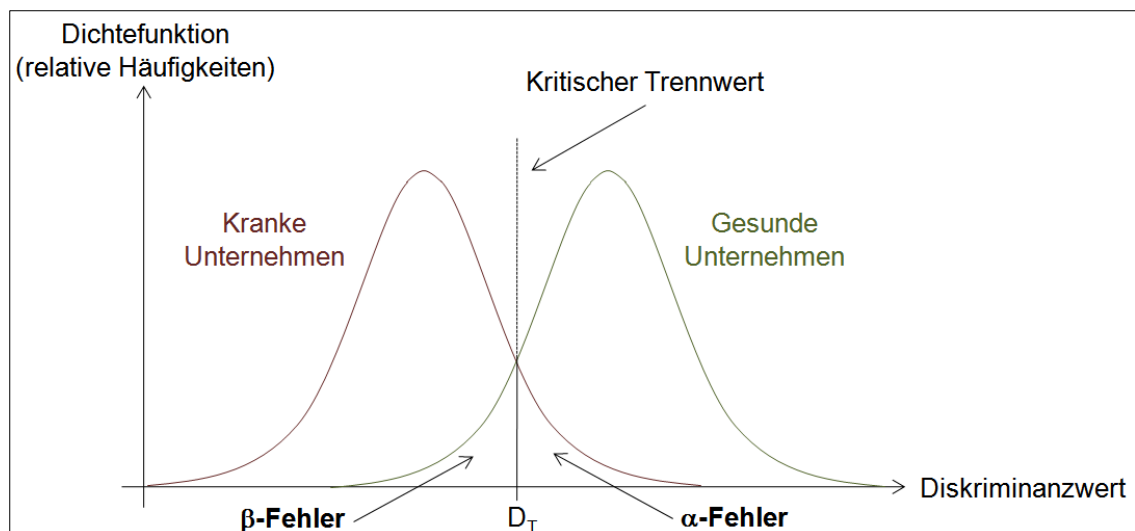 Dichtefunktion
(relative Häufigkeiten)
Kritischer Trennwert
Kranke
Unternehmen
Gesunde
Unternehmen
Diskriminanzwert
β-Fehler
D_T
α-Fehler